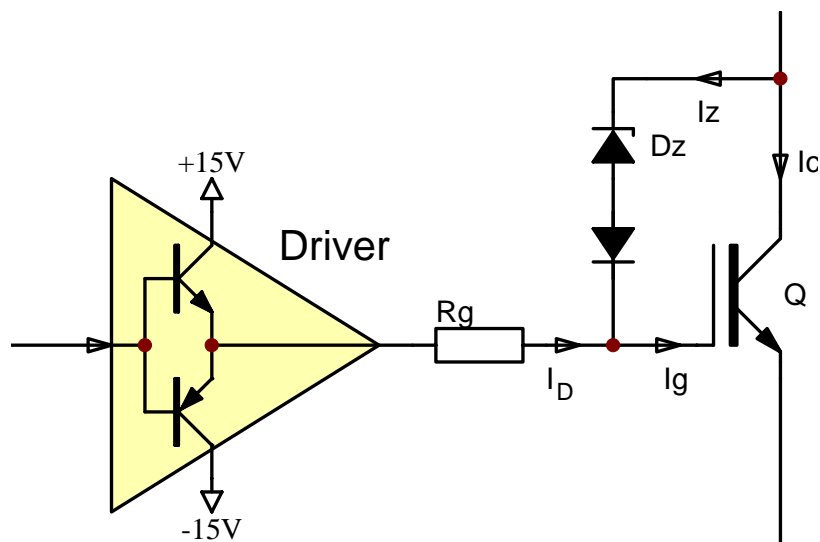 Iz
Dz
+15V
Ic
Driver
Q
Rg
I_D
Ig
-15V